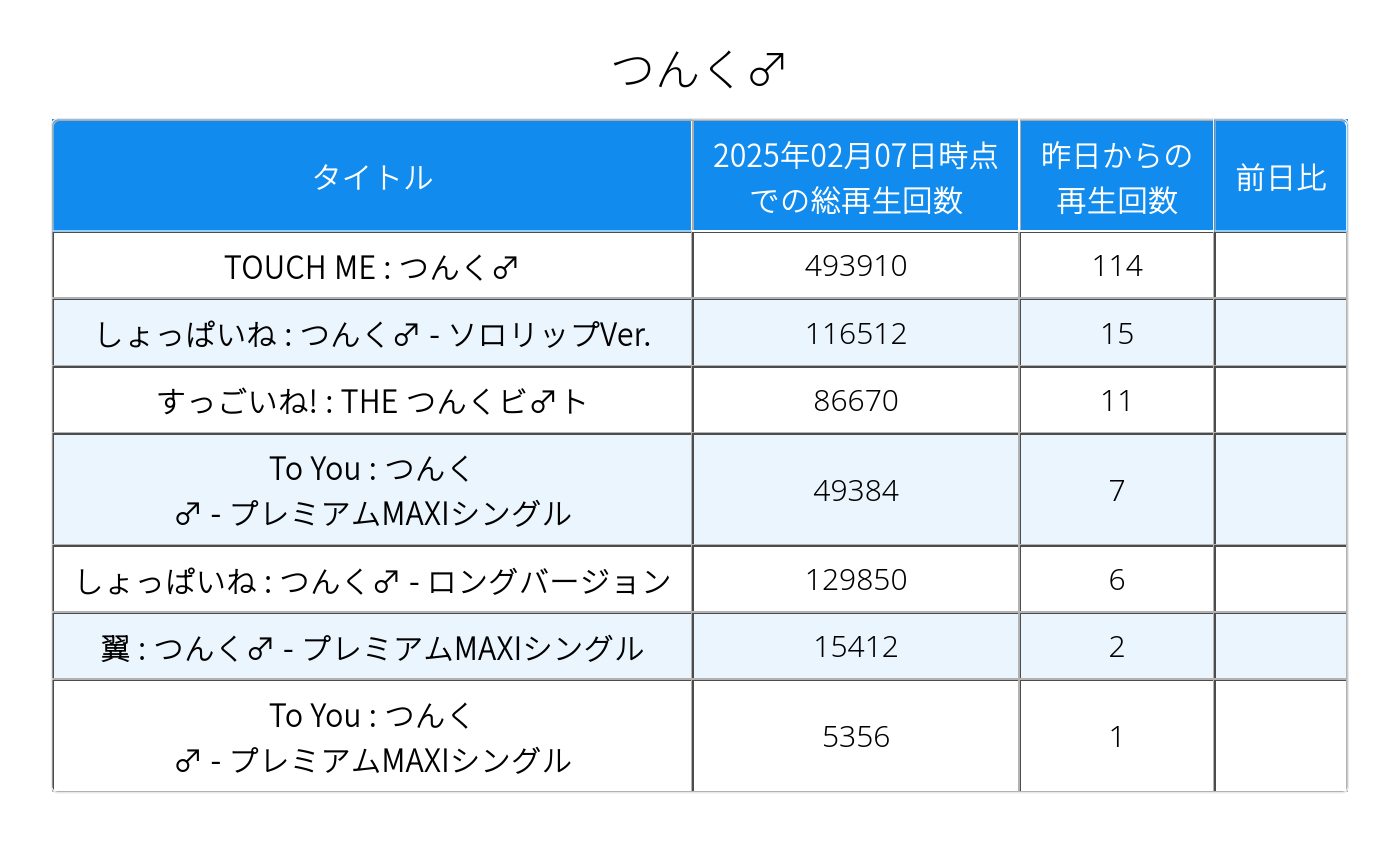 つんく♂
タイトル
2025年02月07日時点
での総再生回数
昨日からの
再生回数
前日比
TOUCH ME : つんく♂
493910
114
しょっぱいね : つんく♂ - ソロリップVer.
116512
15
すっごいね! : THE つんくビ♂ト
86670
11
To You : つんく
♂ - プレミアムMAXIシングル
49384
7
しょっぱいね : つんく♂ - ロングバージョン
129850
6
翼 : つんく♂ - プレミアムMAXIシングル
15412
2
To You : つんく
♂ - プレミアムMAXIシングル
5356
1